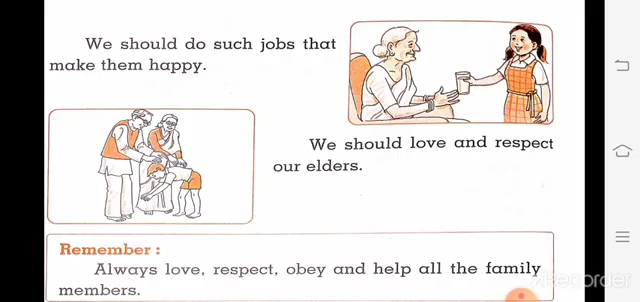 We should do such jobs that
make them happy.
We should love and respect
our elders.
Remember :
Always love, respect, obey and help all the family
members.
XRecorder